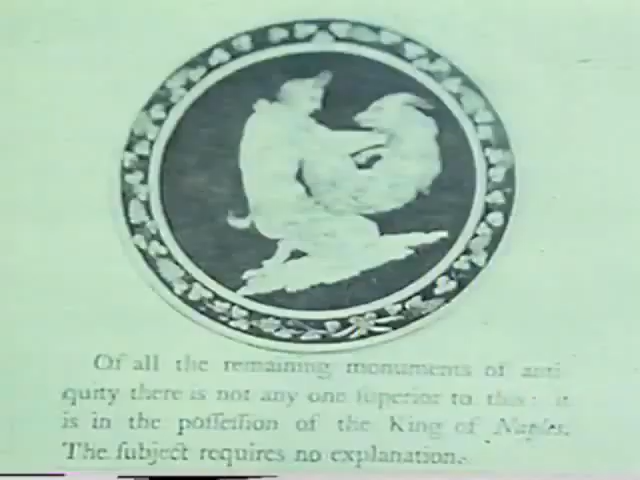 Of all the remaining monuments of anti-
quity there is not any one ſuperior to this: it
is in the poſſeſſion of the King of Naples.
The ſubject requires no explanation.